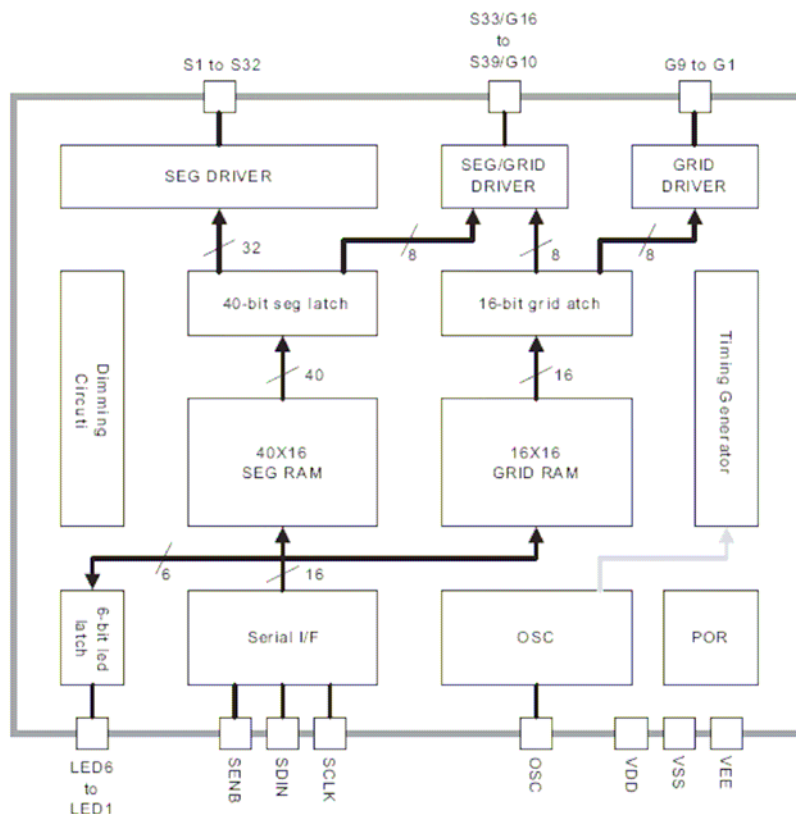 S33/G16
to
S39/G10
S1 to S32
G9 to G1
SEG DRIVER
SEG/GRID
DRIVER
GRID
DRIVER
32
8
8
8
40-bit seg latch
16-bit grid atch
Dimming
Circuti
Timing Generator
40
16
40X16
SEG RAM
16X16
GRID RAM
6
16
6-bit led
latch
Serial I/F
OSC
POR
LED6
to
LED1
SENB
SDIN
SCLK
OSC
VDD
VSS
VEE